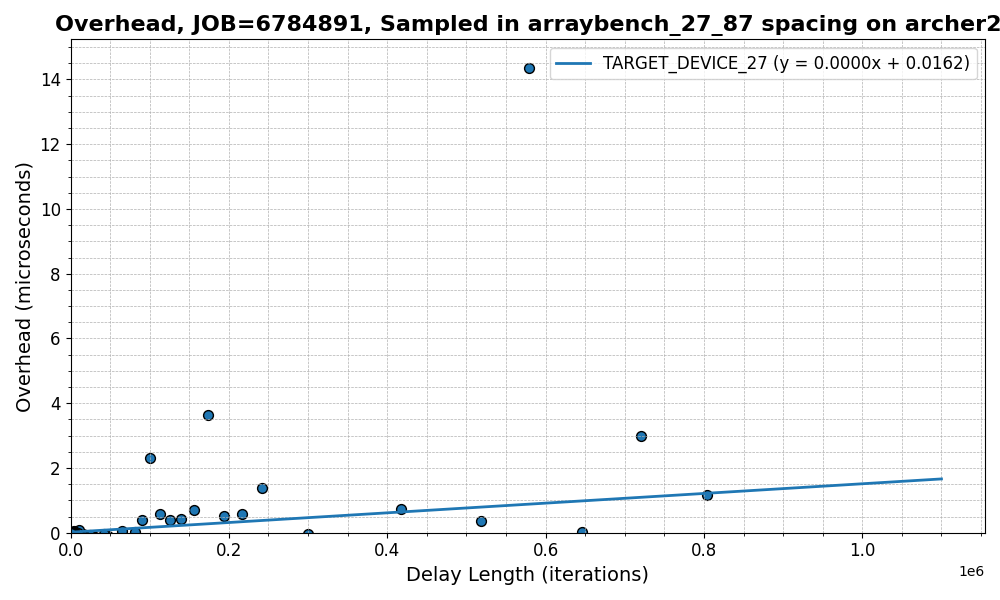 Overhead, JOB=6784891, Sampled in arraybench_27_87 spacing on archer2
TARGET_DEVICE_27 (y = 0.0000x + 0.0162)
Overhead (microseconds)
14
12
10
8
6
4
2
0
0.0 0.2 0.4 0.6 0.8 1.0
1e6
Delay Length (iterations)